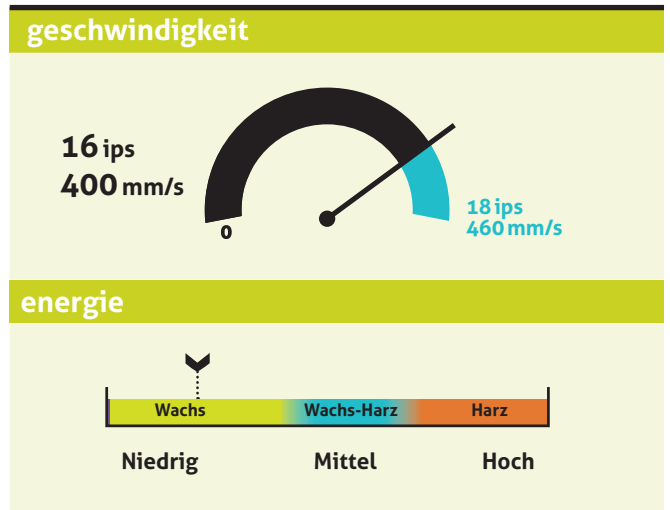 geschwindigkeit
16 ips
400 mm/s
0
18 ips
460 mm/s
energie
Wachs Wachs-Harz Harz
Niedrig Mittel Hoch